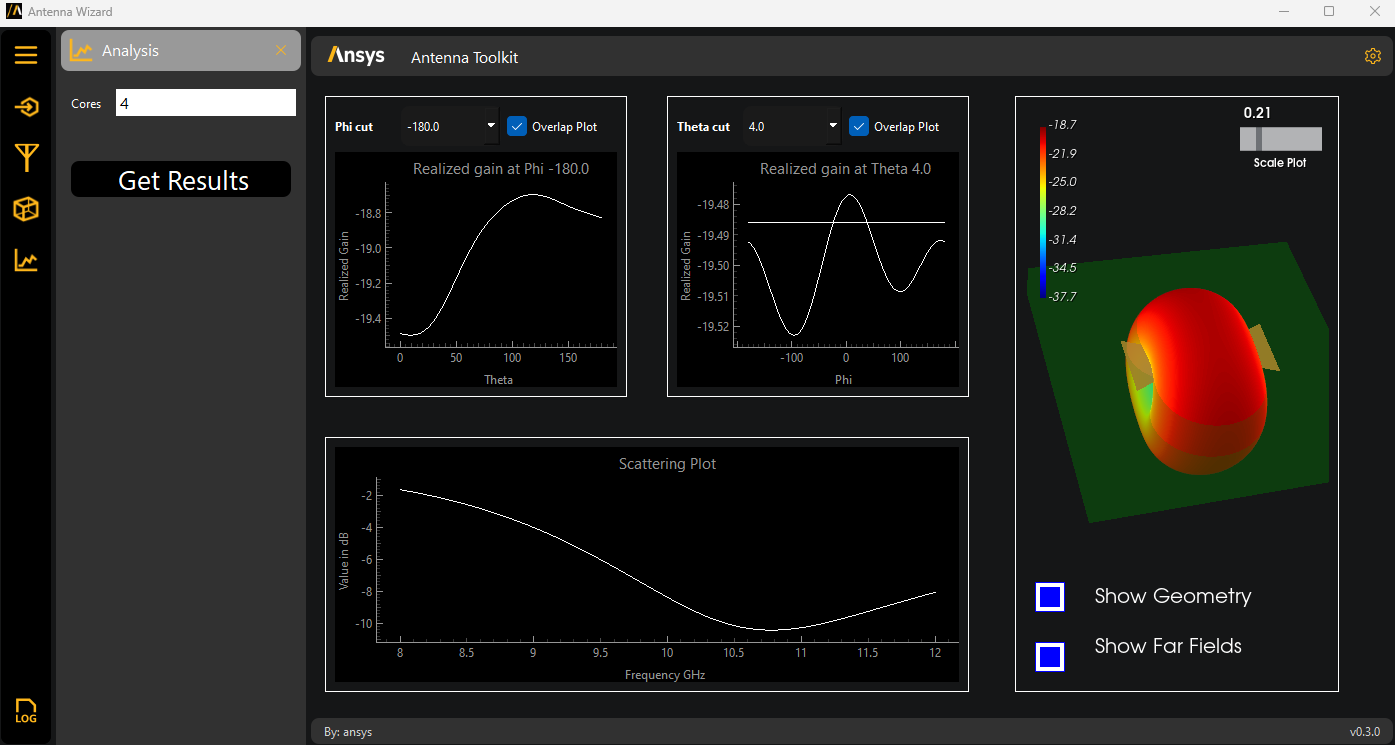 Antenna Wizard
Analysis
Cores 4
Get Results
LOG
Ansys Antenna Toolkit
Phi cut -180.0 Overlap Plot
Realized gain at Phi -180.0
Realized Gain
-18.8
-19.0
-19.2
-19.4
0 50 100 150
Theta
Theta cut 4.0 Overlap Plot
Realized gain at Theta 4.0
Realized Gain
-19.48
-19.49
-19.50
-19.51
-19.52
-100 0 100
Phi
0.21
Scale Plot
-18.7
-21.9
-25.0
-28.2
-37.4
-34.5
-37.7
Scattering Plot
Value in dB
-2
-4
-6
-8
-10
8 8.5 9 9.5 10 10.5 11 11.5 12
Frequency GHz
Show Geometry
Show Far Fields
By: ansys
v0.3.0